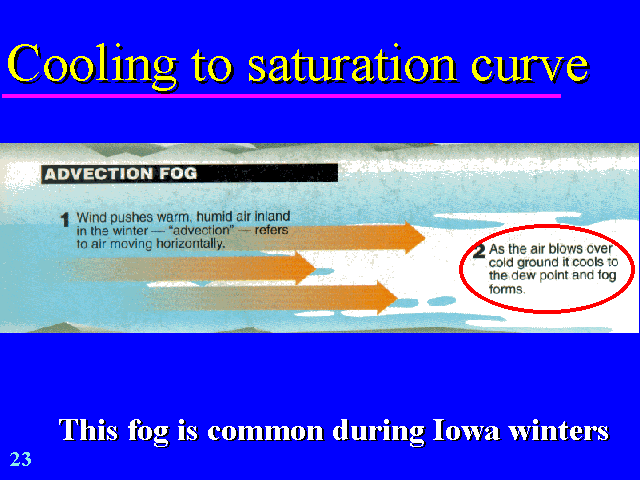 Cooling to saturation curve
ADVECTION FOG
1 Wind pushes warm, humid air inland
in the winter — "advection" — refers
to air moving horizontally.
2 As the air blows over
cold ground it cools to
the dew point and fog
forms.
This fog is common during Iowa winters
23